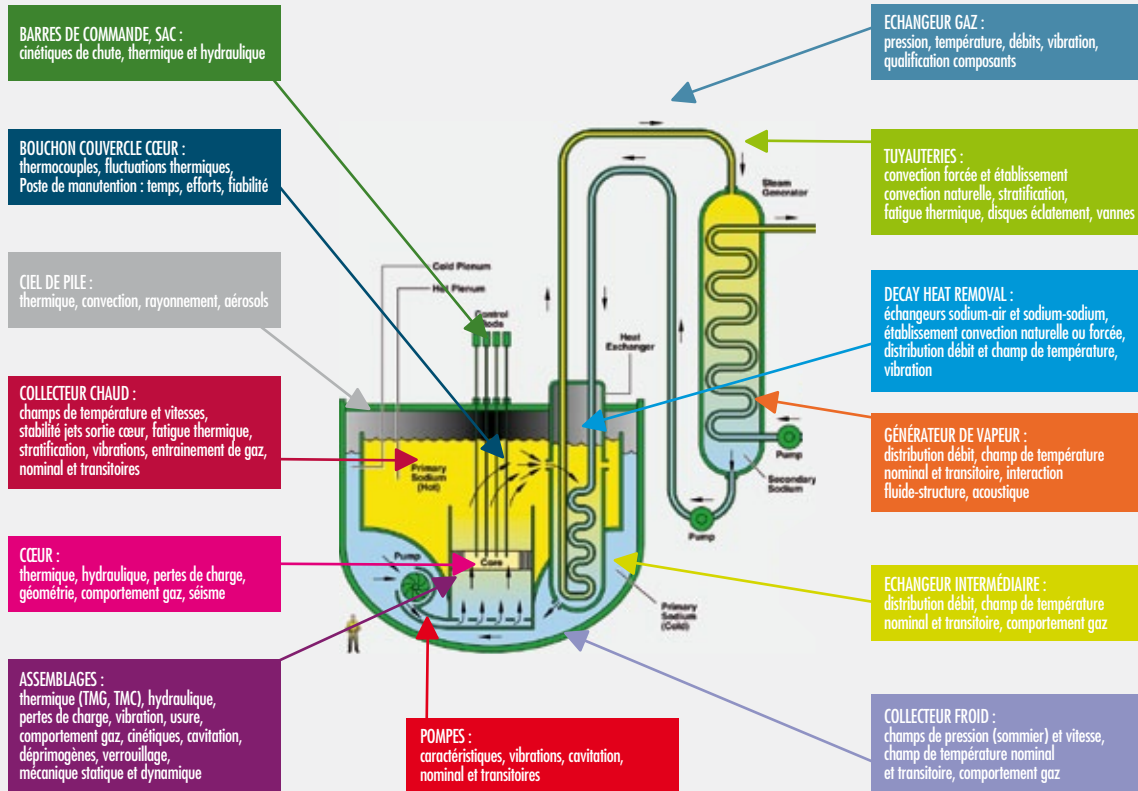 BARRES DE COMMANDE, SAC :
cinétiques de chute, thermique et hydraulique
BOUCHON COUVERCLE CŒUR :
thermocouples, fluctuations thermiques,
Poste de manutention : temps, efforts, fiabilité
CIEL DE PILE :
thermique, convection, rayonnement, aérosols
COLLECTEUR CHAUD :
champs de température et vitesses,
stabilité jets sortie cœur, fatigue thermique,
stratification, vibrations, entrainement de gaz,
nominal et transitoires
CŒUR :
thermique, hydraulique, pertes de charge,
géométrie, comportement gaz, séisme
ASSEMBLAGES :
thermique (TMG, TMC), hydraulique,
pertes de charge, vibration, usure,
comportement gaz, cinétiques, cavitation,
déprimogènes, verrouillage,
mécanique statique et dynamique
POMPES :
caractéristiques, vibrations, cavitation,
nominal et transitoires
Cold Plenum
Hot Plenum
Control
Rods
Heat
Exchanger
Steam
Generator
Primary
Sodium
(Hot)
Pump
Core
Primary
Sodium
(Cold)
Pump
Secondary
Sodium
Pump
ECHANGEUR GAZ :
pression, température, débits, vibration,
qualification composants
TUYAUTERIES :
convection forcée et établissement
convection naturelle, stratification,
fatigue thermique, disques éclatement, vannes
DECAY HEAT REMOVAL :
échangeurs sodium-air et sodium-sodium,
établissement convection naturelle ou forcée,
distribution débit et champ de température,
vibration
GÉNÉRATEUR DE VAPEUR :
distribution débit, champ de température
nominal et transitoire, interaction
fluide-structure, acoustique
ECHANGEUR INTERMÉDIAIRE :
distribution débit, champ de température
nominal et transitoire, comportement gaz
COLLECTEUR FROID :
champs de pression (sommier) et vitesse,
champ de température nominal
et transitoire, comportement gaz